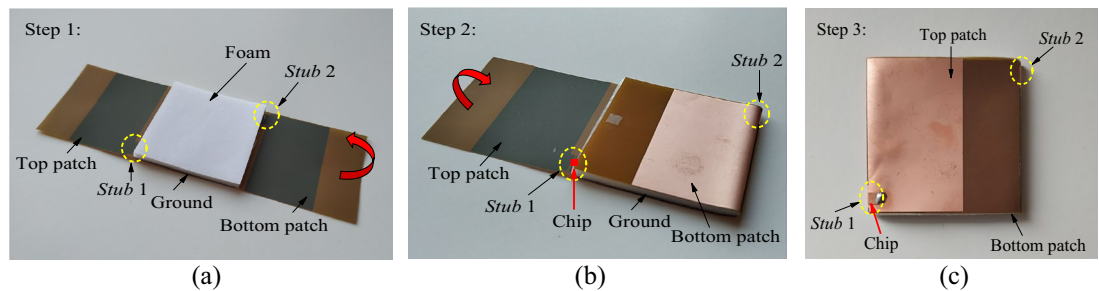 Step 1:
Foam
Stub 2
Top patch
Stub 1
Ground
Bottom patch
(a)
Step 2:
Stub 2
Top patch
Stub 1
Chip
Ground
Bottom patch
(b)
Step 3:
Top patch
Stub 2
Stub 1
Chip
Bottom patch
(c)